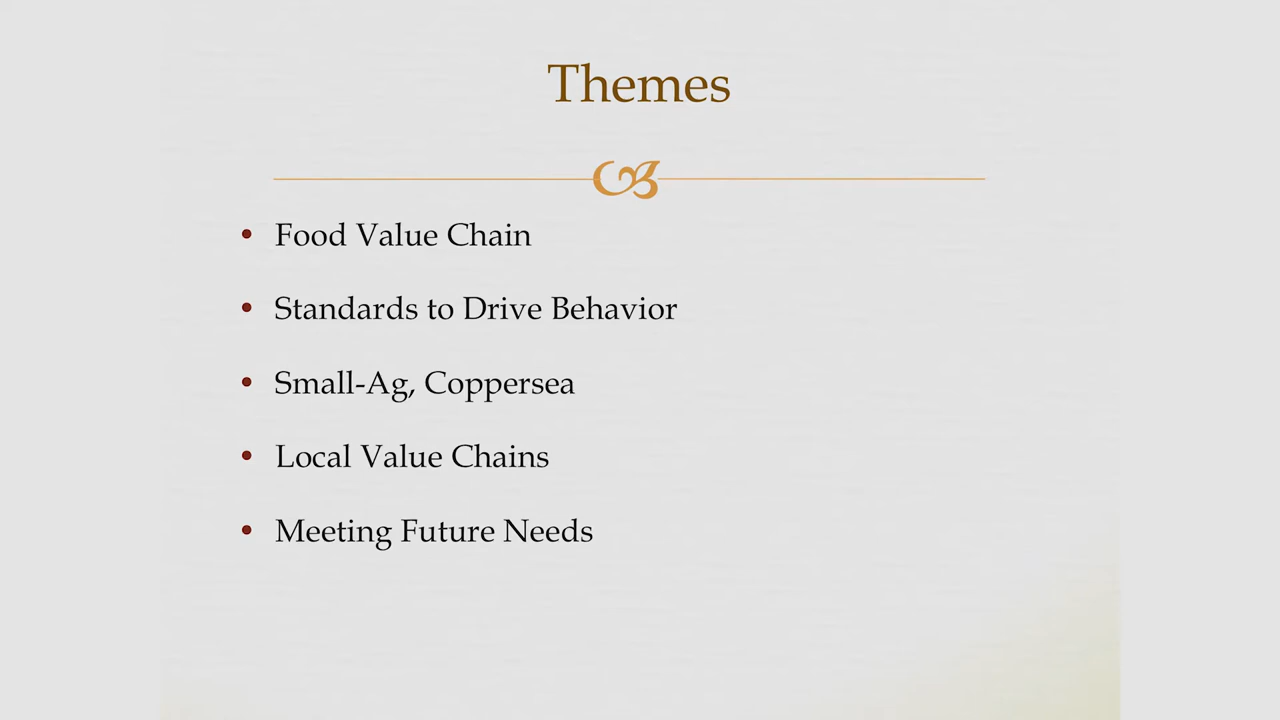 Themes
• Food Value Chain
• Standards to Drive Behavior
• Small-Ag, Coppersea
• Local Value Chains
• Meeting Future Needs